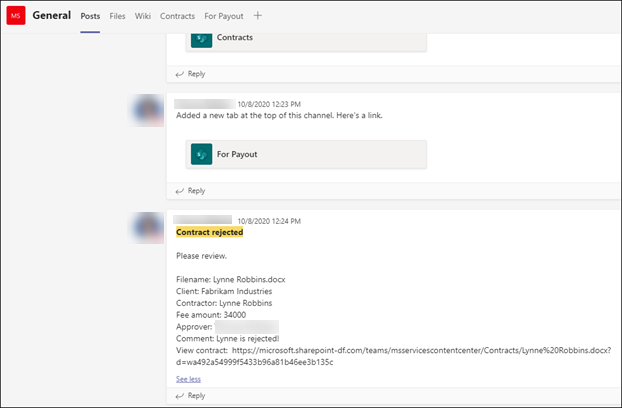 MS General Posts Files Wiki Contracts For Payout
Contracts
Reply
10/8/2020 12:23 PM
Added a new tab at the top of this channel. Here's a link.
For Payout
Reply
10/8/2020 12:24 PM
Contract rejected
Please review.
Filename: Lynne Robbins.docx
Client: Fabrikam Industries
Contractor: Lynne Robbins
Fee amount: 34000
Approver:
Comment: Lynne is rejected!
View contract: https://microsoft.sharepoint-df.com/teams/msservicescontentcenter/Contracts/Lynne%20Robbins.docx?
d=wa492a54999f5433b96a81b46ee3b135c
See less
Reply